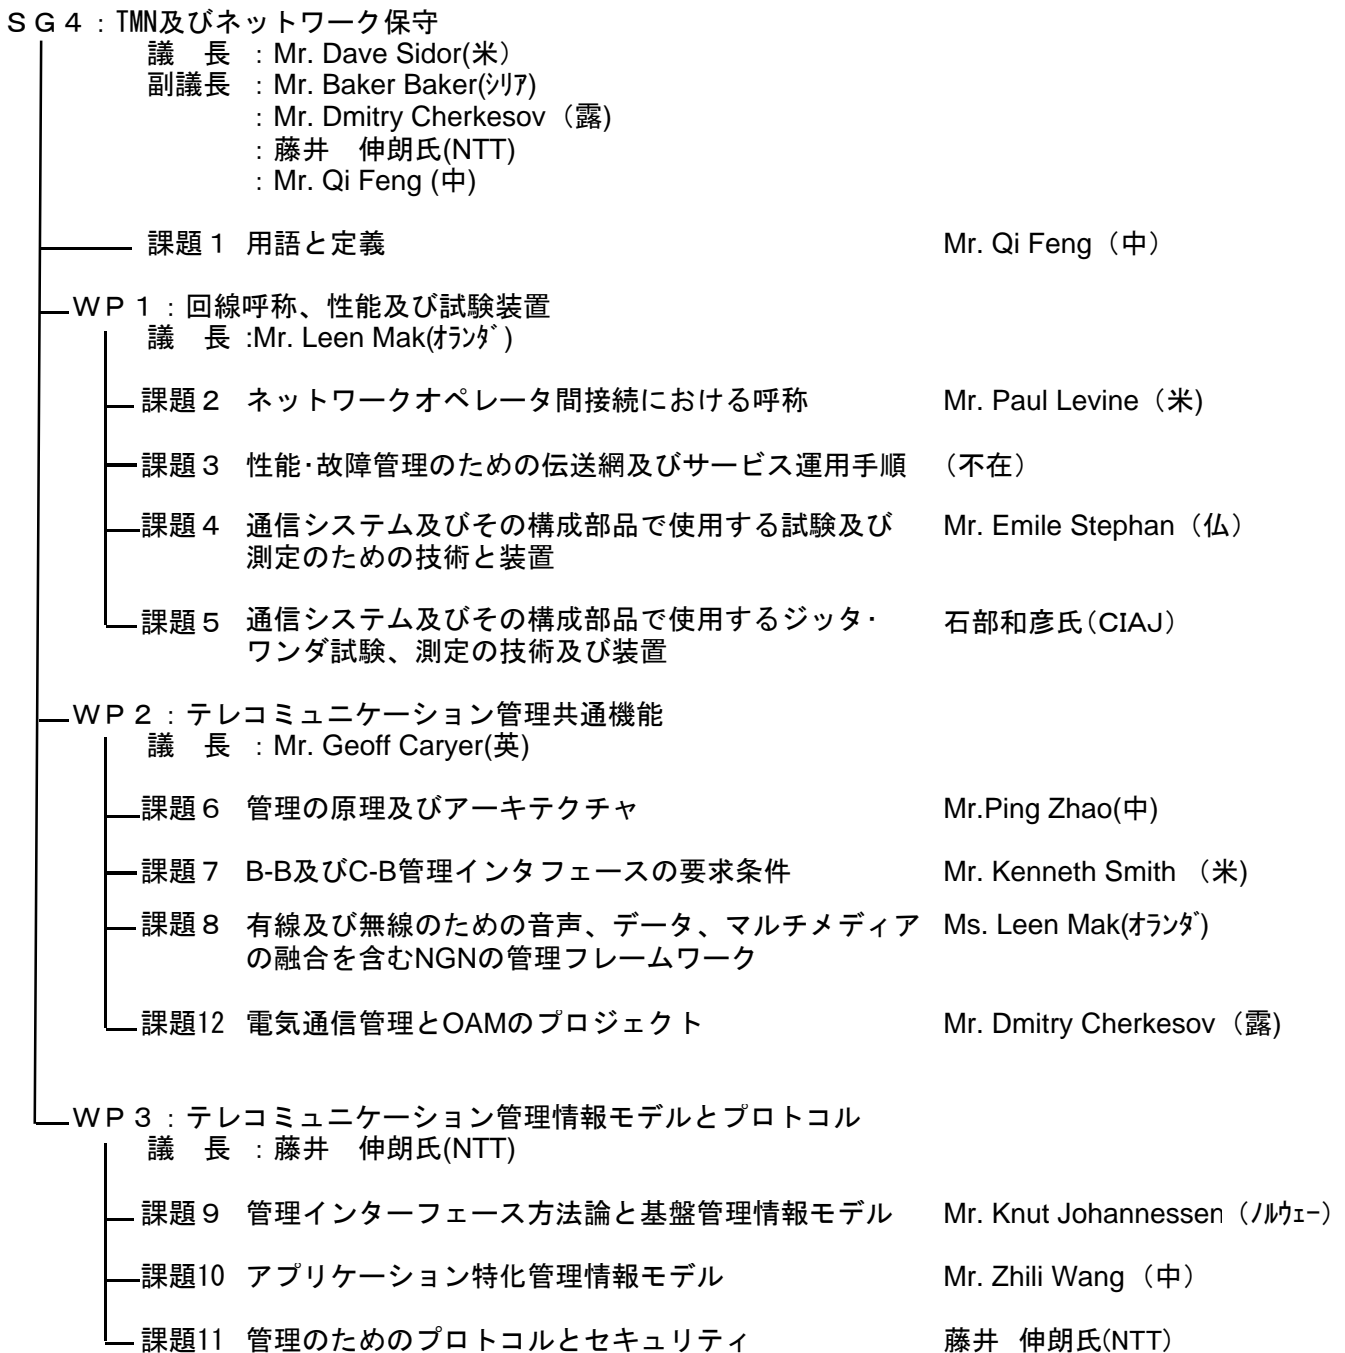 ＳＧ４：TMN及びネットワーク保守
議　長　：Mr. Dave Sidor(米）
副議長　：Mr. Baker Baker(ｼﾘｱ)
：Mr. Dmitry Cherkesov（露)
：藤井　伸朗氏(NTT)
：Mr. Qi Feng (中)
課題１　用語と定義　Mr. Qi Feng（中）
ＷＰ１：回線呼称、性能及び試験装置
議　長 :Mr. Leen Mak(ｵﾗﾝﾀﾞ)
課題２　ネットワークオペレータ間接続における呼称　Mr. Paul Levine（米)
課題３　性能･故障管理のための伝送網及びサービス運用手順　（不在）
課題４　通信システム及びその構成部品で使用する試験及び　Mr. Emile Stephan（仏）
測定のための技術と装置
課題５　通信システム及びその構成部品で使用するジッタ･　石部和彦氏（CIAJ）
ワンダ試験、測定の技術及び装置
ＷＰ２：テレコミュニケーション管理共通機能
議　長　：Mr. Geoff Caryer(英)
課題６　管理の原理及びアーキテクチャ　Mr.Ping Zhao(中)
課題７　B-B及びC-B管理インタフェースの要求条件　Mr. Kenneth Smith （米)
課題８　有線及び無線のための音声、データ、マルチメディア　Ms. Leen Mak(ｵﾗﾝﾀﾞ)
の融合を含むNGNの管理フレームワーク
課題12　電気通信管理とOAMのプロジェクト　Mr. Dmitry Cherkesov（露)
ＷＰ３：テレコミュニケーション管理情報モデルとプロトコル
議　長　：藤井　伸朗氏(NTT)
課題９　管理インターフェース方法論と基盤管理情報モデル　Mr. Knut Johannessen（ﾉﾙｳｪｰ）
課題10　アプリケーション特化管理情報モデル　Mr. Zhili Wang（中）
課題11　管理のためのプロトコルとセキュリティ　藤井　伸朗氏(NTT）